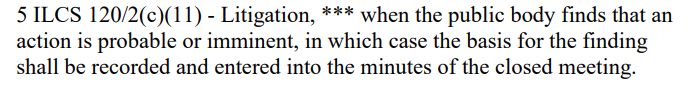 5 ILCS 120/2(c)(11) - Litigation, *** when the public body finds that an
action is probable or imminent, in which case the basis for the finding
shall be recorded and entered into the minutes of the closed meeting.